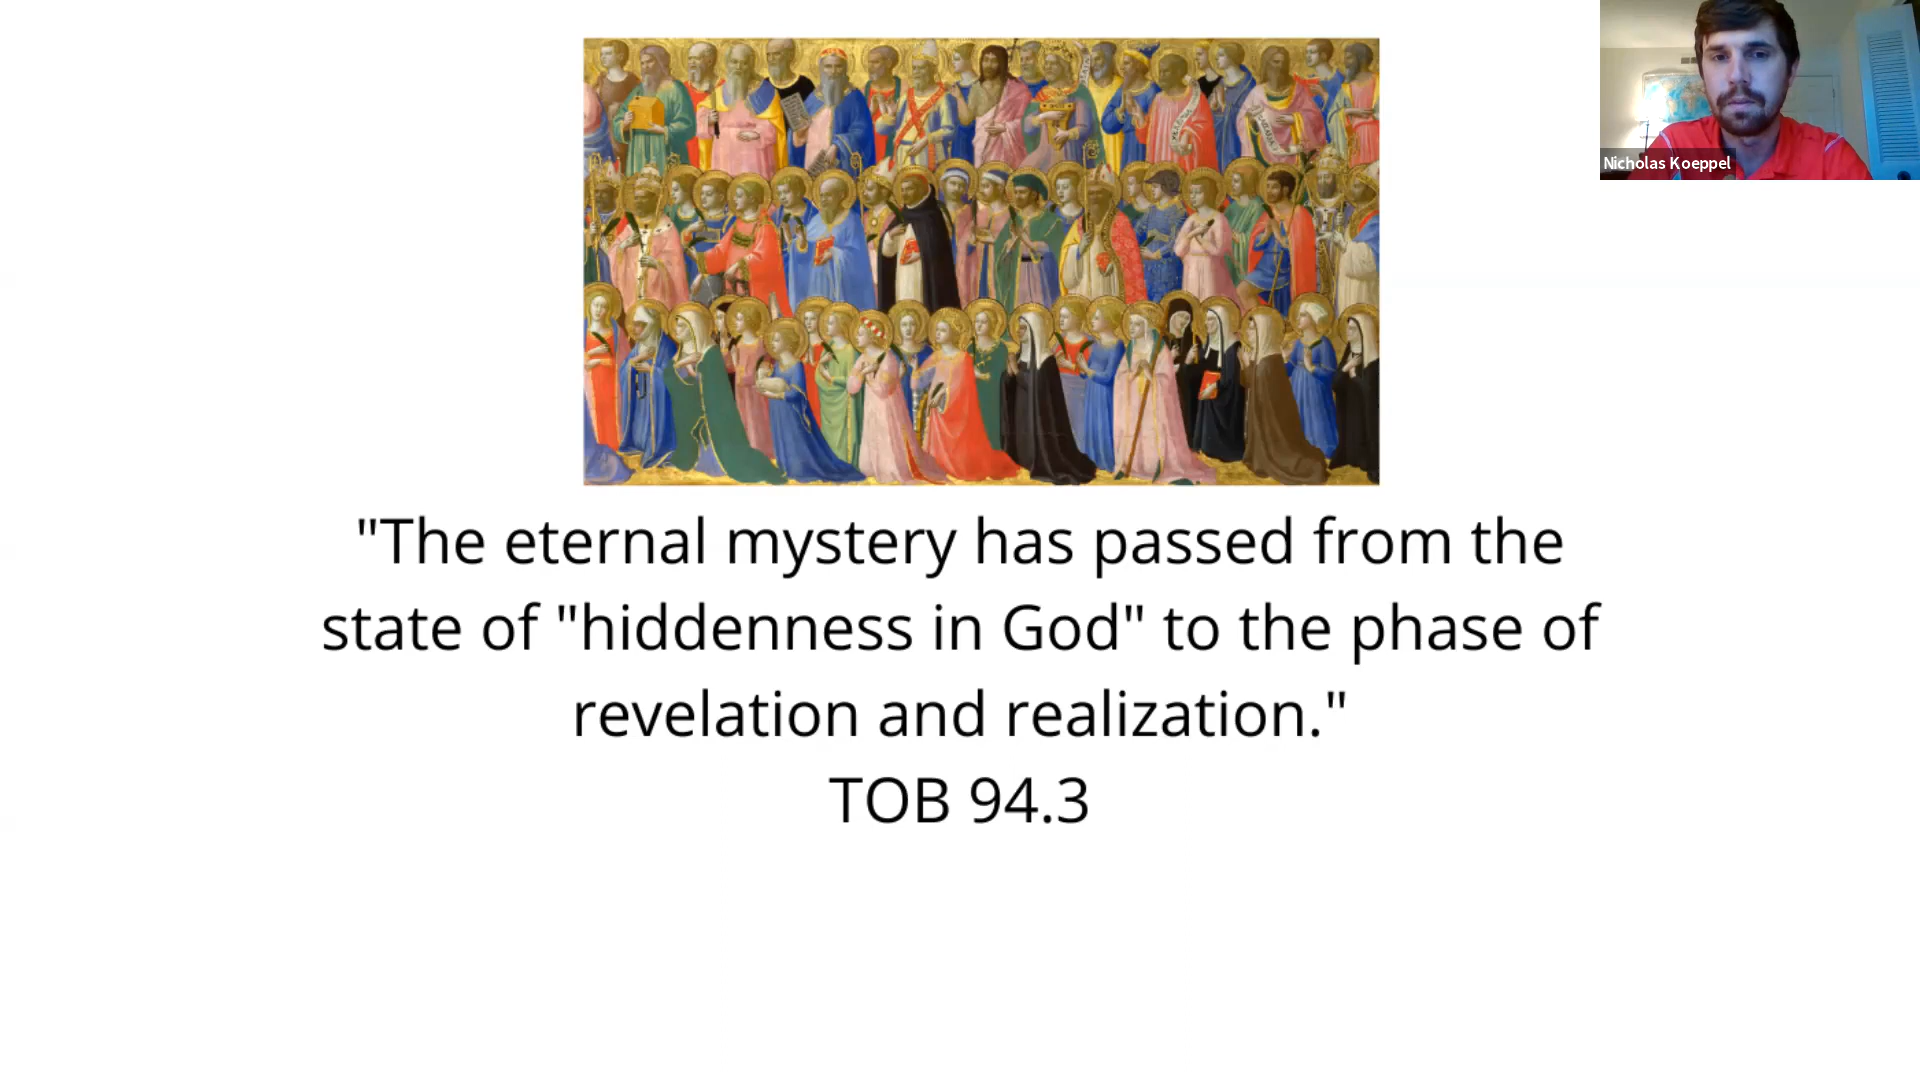 Nicholas Koeppel
"The eternal mystery has passed from the
state of "hiddenness in God" to the phase of
revelation and realization."
TOB 94.3